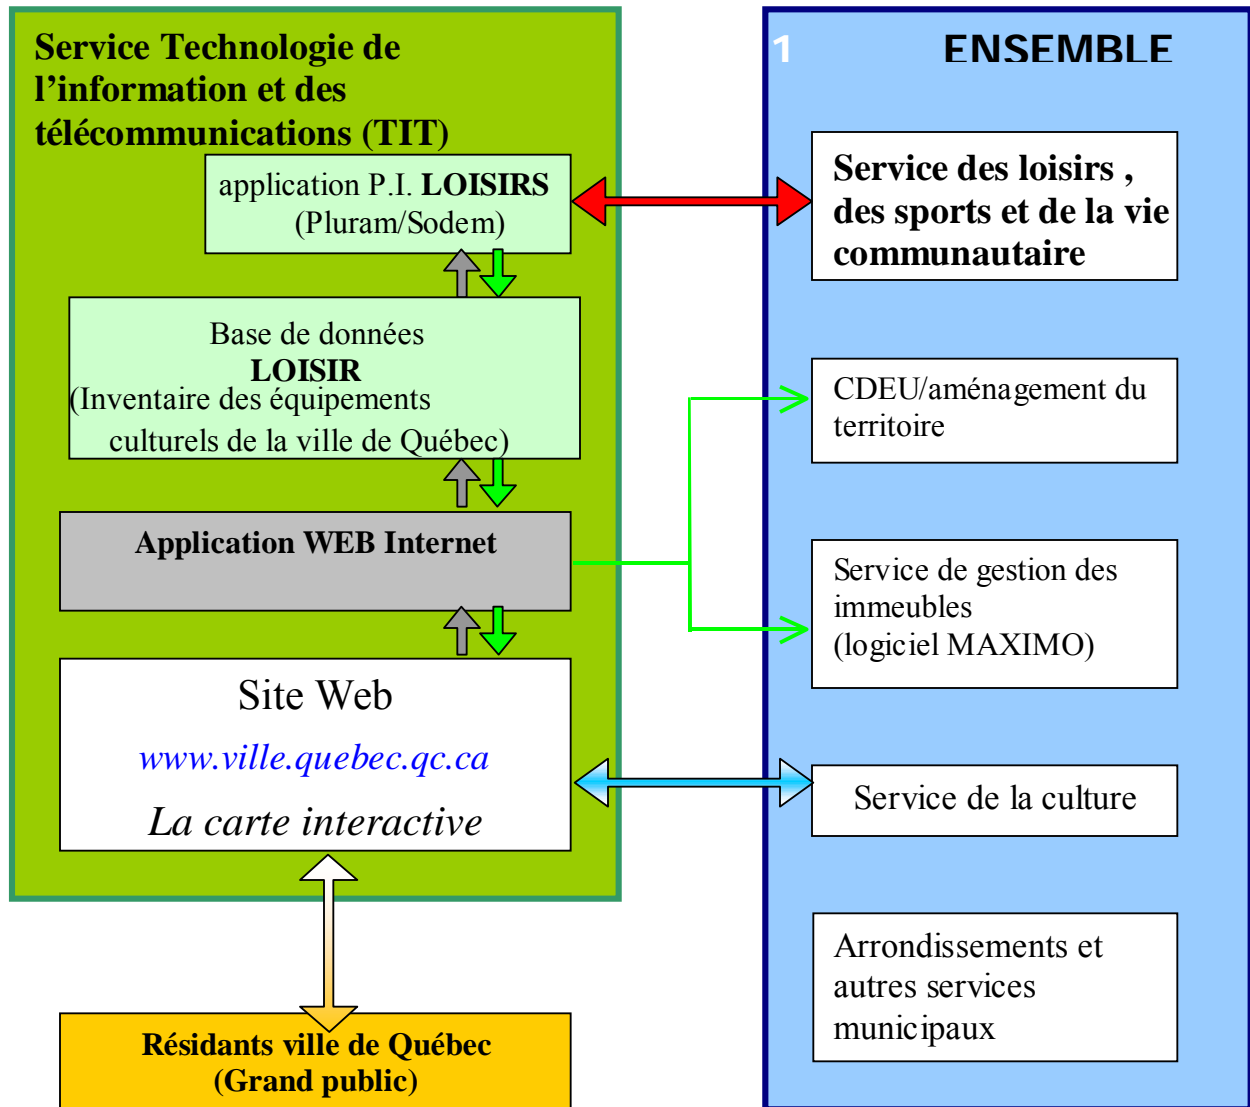 Service Technologie de
l’information et des
télécommunications (TIT)
application P.I. LOISIRS
(Pluram/Sodem)
Base de données
LOISIR
(Inventaire des équipements
culturels de la ville de Québec)
Application WEB Internet
Site Web
www.ville.quebec.qc.ca
La carte interactive
Résidants ville de Québec
(Grand public)
1 ENSEMBLE
Service des loisirs ,
des sports et de la vie
communautaire
CDEU/aménagement du
territoire
Service de gestion des
immeubles
(logiciel MAXIMO)
Service de la culture
Arrondissements et
autres services
municipaux